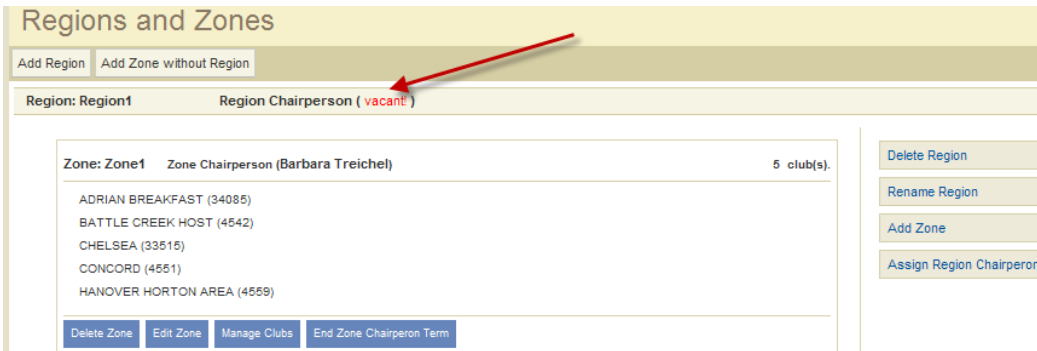 Regions and Zones
Add Region Add Zone without Region
Region: Region1 Region Chairperson ( vacant! )
Zone: Zone1 Zone Chairperson (Barbara Treichel) 5 club(s).
ADRIAN BREAKFAST (34085)
BATTLE CREEK HOST (4542)
CHELSEA (33515)
CONCORD (4551)
HANOVER HORTON AREA (4559)
Delete Zone Edit Zone Manage Clubs End Zone Chairperon Term
Delete Region
Rename Region
Add Zone
Assign Region Chairperon